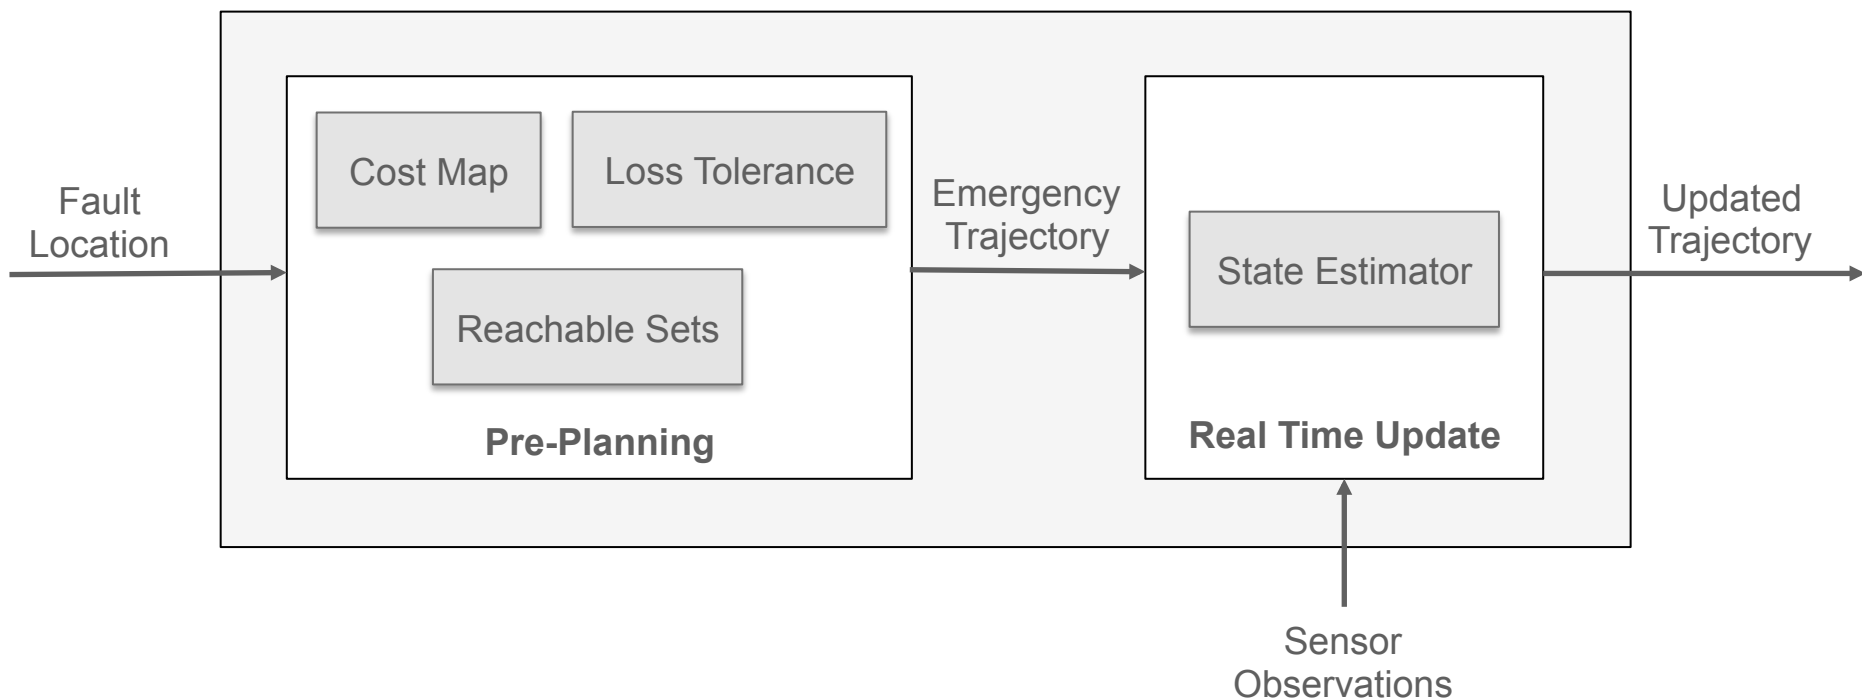 Fault
Location
Cost Map
Loss Tolerance
Reachable Sets
Pre-Planning
Emergency
Trajectory
State Estimator
Real Time Update
Updated
Trajectory
Sensor
Observations